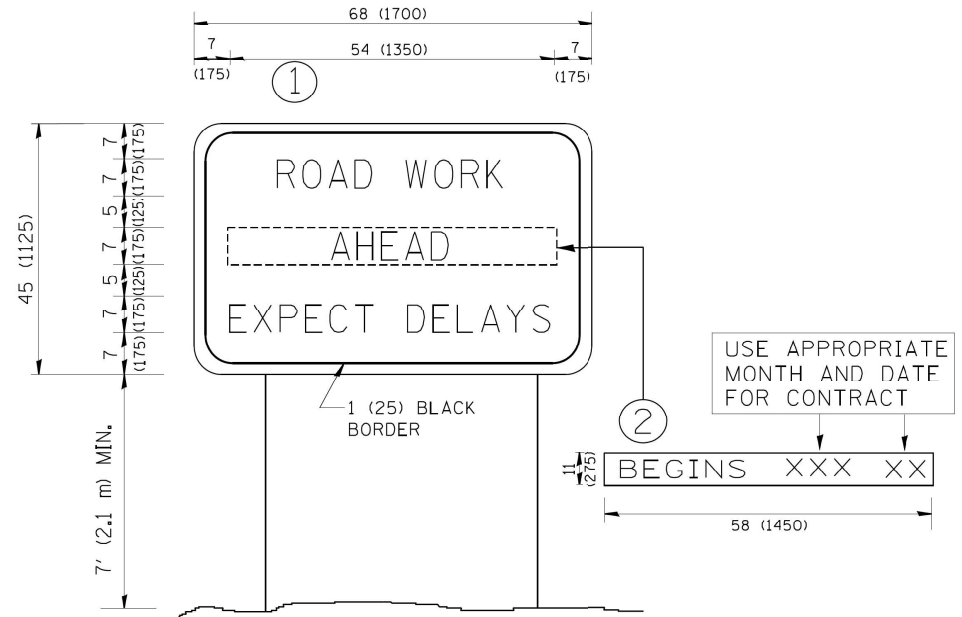 68 (1700)
7
54 (1350)
7
(175)
(175)
1
45 (1125)
7 (175)
7 (175)
5 (125)
7 (175)
5 (125)
7 (175)
7 (175)
ROAD WORK
AHEAD
EXPECT DELAYS
1 (25) BLACK
BORDER
7' (2.1 m) MIN.
USE APPROPRIATE
MONTH AND DATE
FOR CONTRACT
2
11
(275)
BEGINS XXX XX
58 (1450)